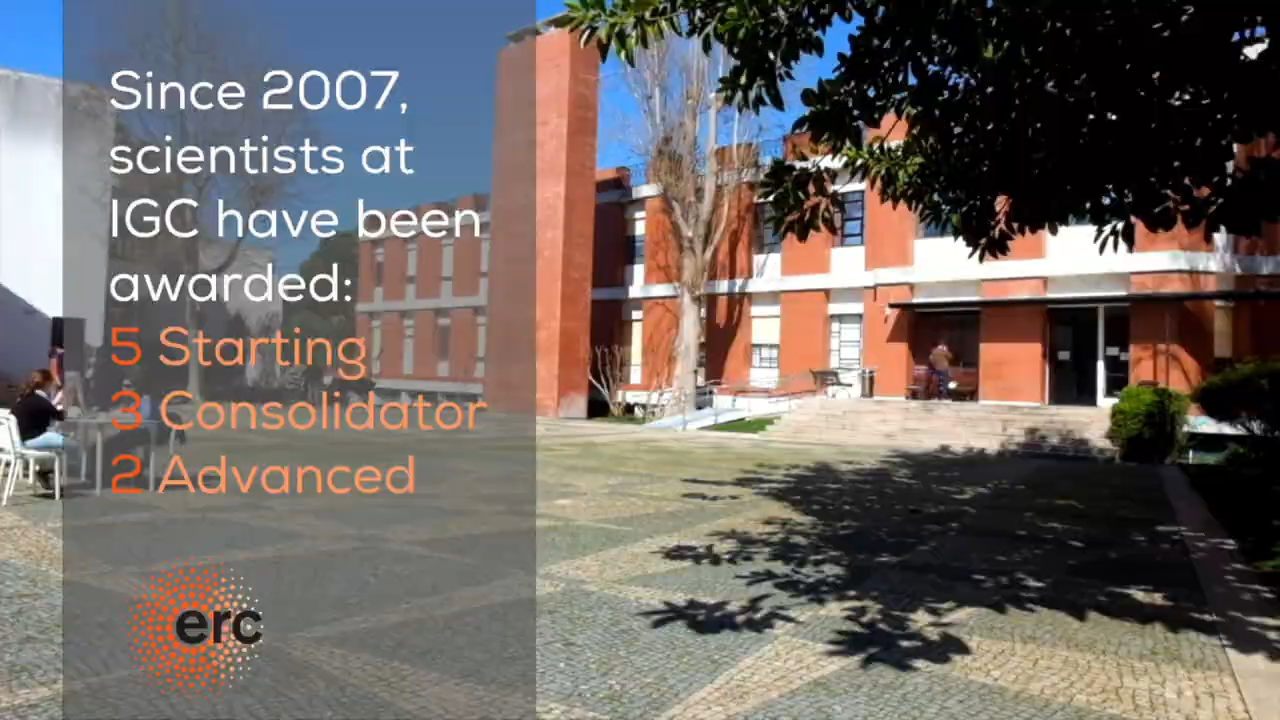 Since 2007,
scientists at
IGC have been
awarded:
5 Starting
3 Consolidator
2 Advanced
erc